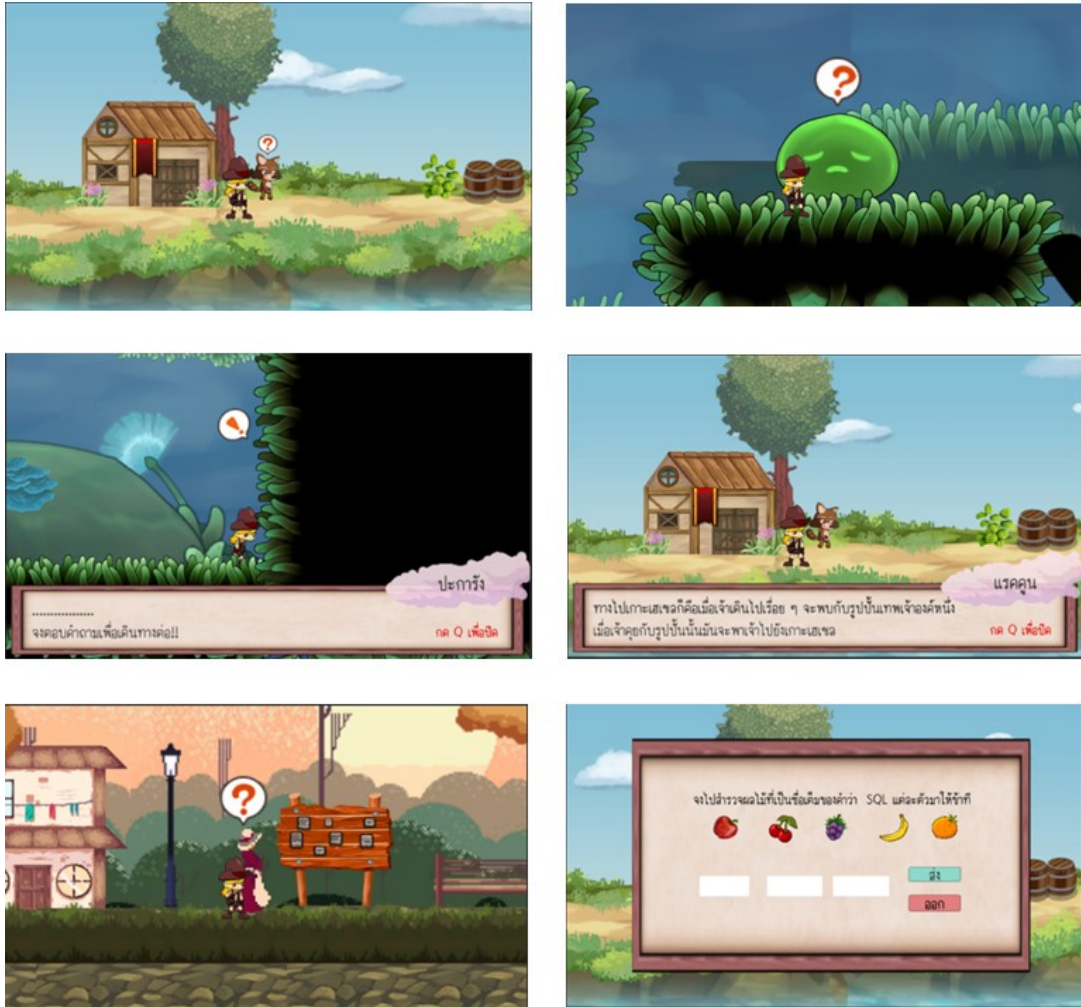 ?
?
!
ปะการัง
..................
จงตอบคำถามเพื่อเดินทางต่อ!!
กด Q เพื่อปิด
แรคคูน
ทางไปเกาะเฮเซลก็คือเมื่อเจ้าเดินไปเรื่อย ๆ จะพบกับรูปปั้นเทพเจ้าองค์หนึ่ง
เมื่อเจ้าคุยกับรูปปั้นนั้นมันจะพาเจ้าไปยังเกาะเฮเซล
กด Q เพื่อปิด
?
จงไปสำรวจผลไม้ที่เป็นชื่อเต็มของคำว่า SQL แต่ละตัวมาให้ข้าที
ส่ง
ออก